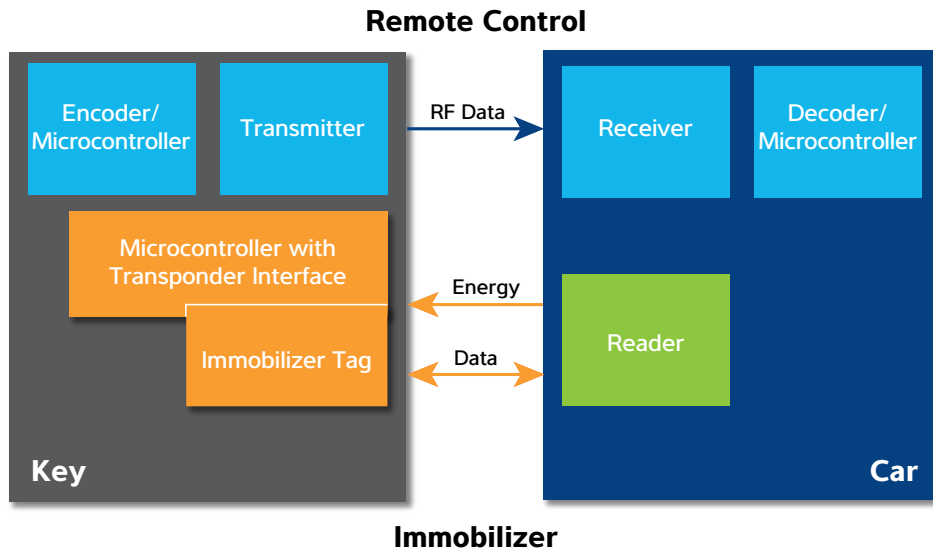 Remote Control
Encoder/
Microcontroller
Transmitter
RF Data
Receiver
Decoder/
Microcontroller
Microcontroller with
Transponder Interface
Energy
Immobilizer Tag
Data
Reader
Key
Car
Immobilizer